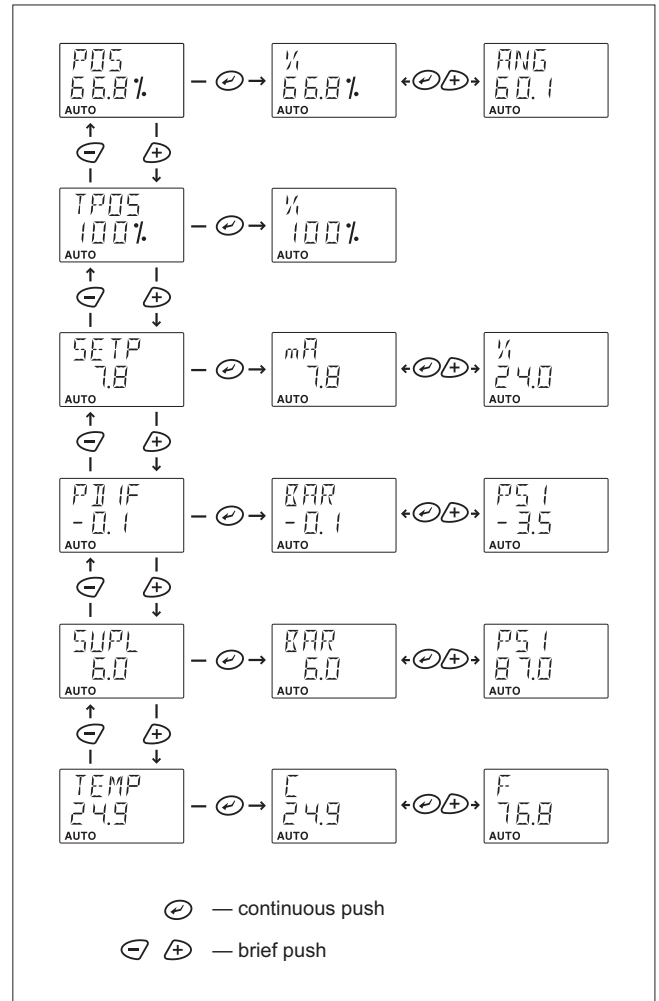 POS
66.8%
AUTO
%
66.8%
AUTO
ANG
60.1
AUTO
TPOS
100%
AUTO
%
100%
AUTO
SETP
7.8
AUTO
mA
7.8
AUTO
%
24.0
AUTO
PDIF
-0.1
AUTO
BAR
-0.1
AUTO
PSI
-3.5
AUTO
SUPL
6.0
AUTO
BAR
6.0
AUTO
PSI
87.0
AUTO
TEMP
24.9
AUTO
C
24.9
AUTO
F
76.8
AUTO
— continuous push
— brief push